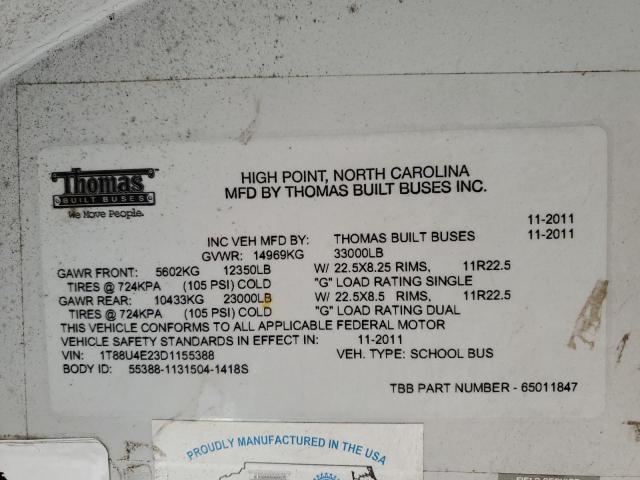 Thomas
BUILT BUSES
We Move People.
HIGH POINT, NORTH CAROLINA
MFD BY THOMAS BUILT BUSES INC.
11-2011
INC VEH MFD BY: THOMAS BUILT BUSES 11-2011
GVWR: 14969KG 33000LB
GAWR FRONT: 5602KG 12350LB W/ 22.5X8.25 RIMS, 11R22.5
TIRES @ 724KPA (105 PSI) COLD "G" LOAD RATING SINGLE
GAWR REAR: 10433KG 23000LB W/ 22.5X8.5 RIMS, 11R22.5
TIRES @ 724KPA (105 PSI) COLD "G" LOAD RATING DUAL
THIS VEHICLE CONFORMS TO ALL APPLICABLE FEDERAL MOTOR
VEHICLE SAFETY STANDARDS IN EFFECT IN: 11-2011
VIN: 1T88U4E23D1155388 VEH. TYPE: SCHOOL BUS
BODY ID: 55388-1131504-1418S
TBB PART NUMBER - 65011847
PROUDLY MANUFACTURED IN THE USA
FIELD SERVICE